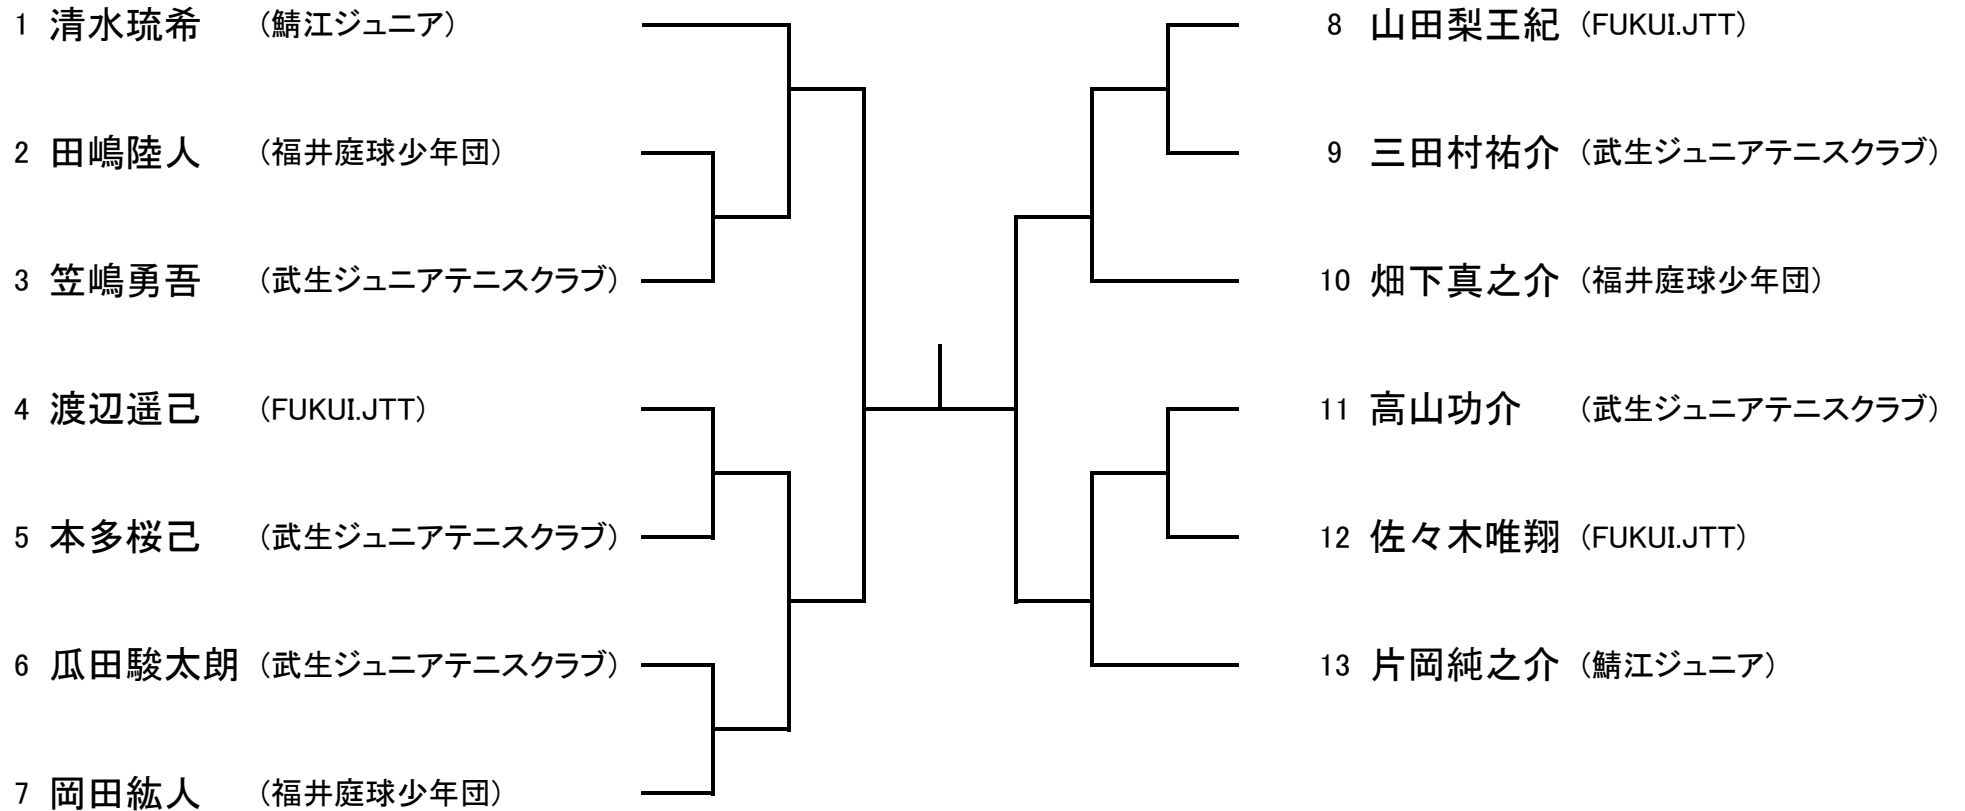 1 清水琉希 (鯖江ジュニア)
2 田嶋陸人 (福井庭球少年団)
3 笠嶋勇吾 (武生ジュニアテニスクラブ)
4 渡辺遥己 (FUKUI.JTT)
5 本多桜己 (武生ジュニアテニスクラブ)
6 瓜田駿太朗 (武生ジュニアテニスクラブ)
7 岡田紘人 (福井庭球少年団)
8 山田梨王紀 (FUKUI.JTT)
9 三田村祐介 (武生ジュニアテニスクラブ)
10 畑下真之介 (福井庭球少年団)
11 高山功介 (武生ジュニアテニスクラブ)
12 佐々木唯翔 (FUKUI.JTT)
13 片岡純之介 (鯖江ジュニア)